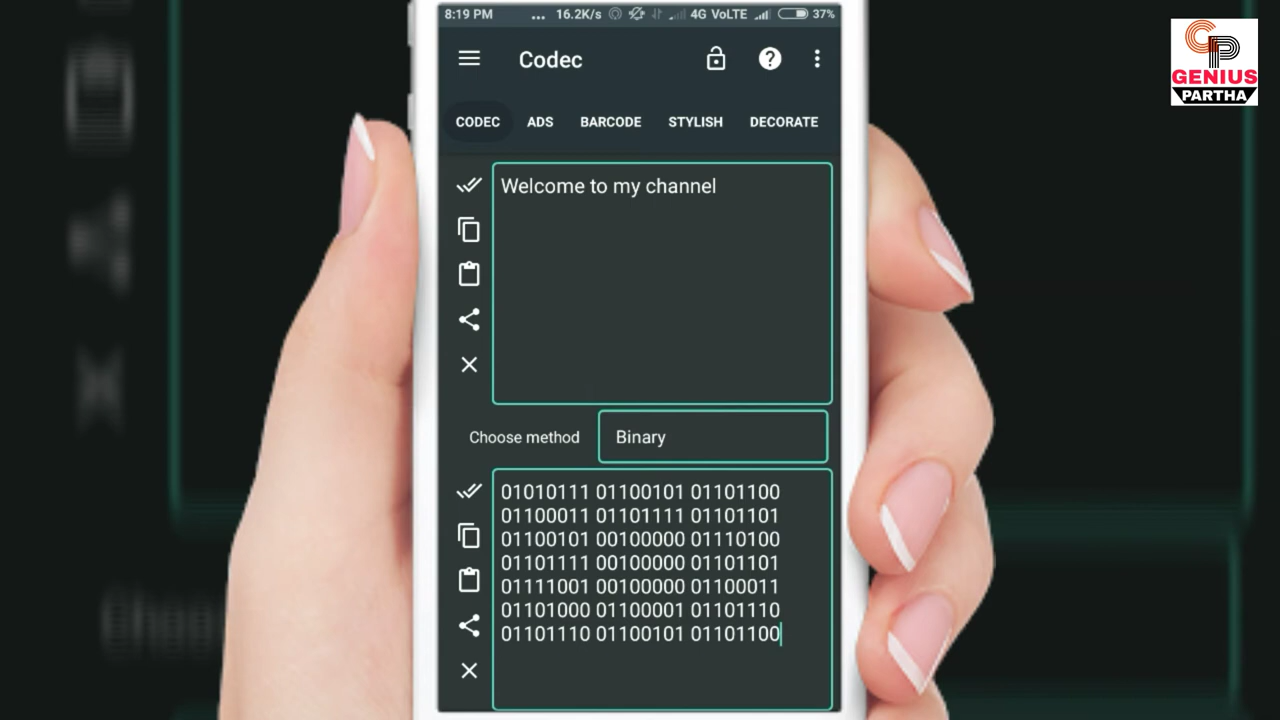 8:19 PM ... 16.2K/s 4G VoLTE 37%
GENIUS
PARTHA
Codec
CODEC ADS BARCODE STYLISH DECORATE
Welcome to my channel
Choose method Binary
01010111 01100101 01101100
01100011 01101111 01101101
01100101 00100000 01110100
01101111 00100000 01101101
01111001 00100000 01100011
01101000 01100001 01101110
01101110 01100101 01101100